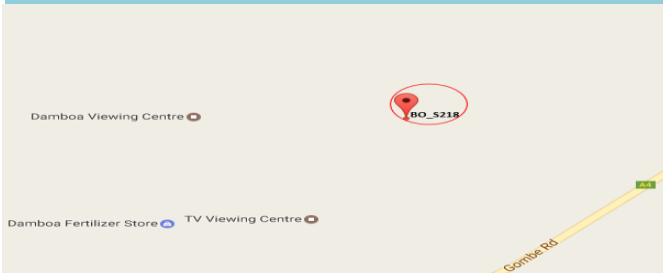 BO_S218
Damboa Viewing Centre
A4
TV Viewing Centre
Damboa Fertilizer Store
Gombe Rd